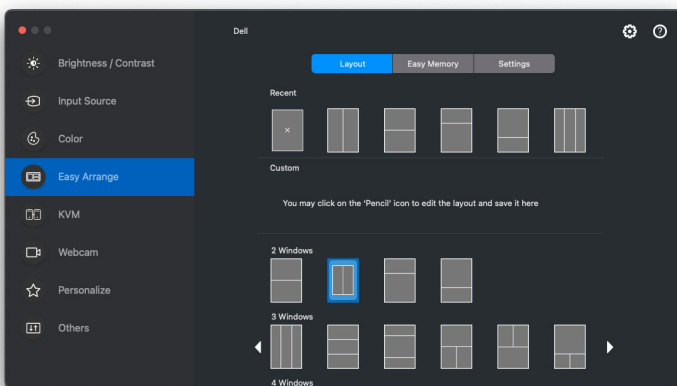 Dell
Brightness / Contrast
Input Source
Color
Easy Arrange
KVM
Webcam
Personalize
Others
Layout
Easy Memory
Settings
Recent
Custom
You may click on the 'Pencil' icon to edit the layout and save it here
2 Windows
3 Windows
4 Windows